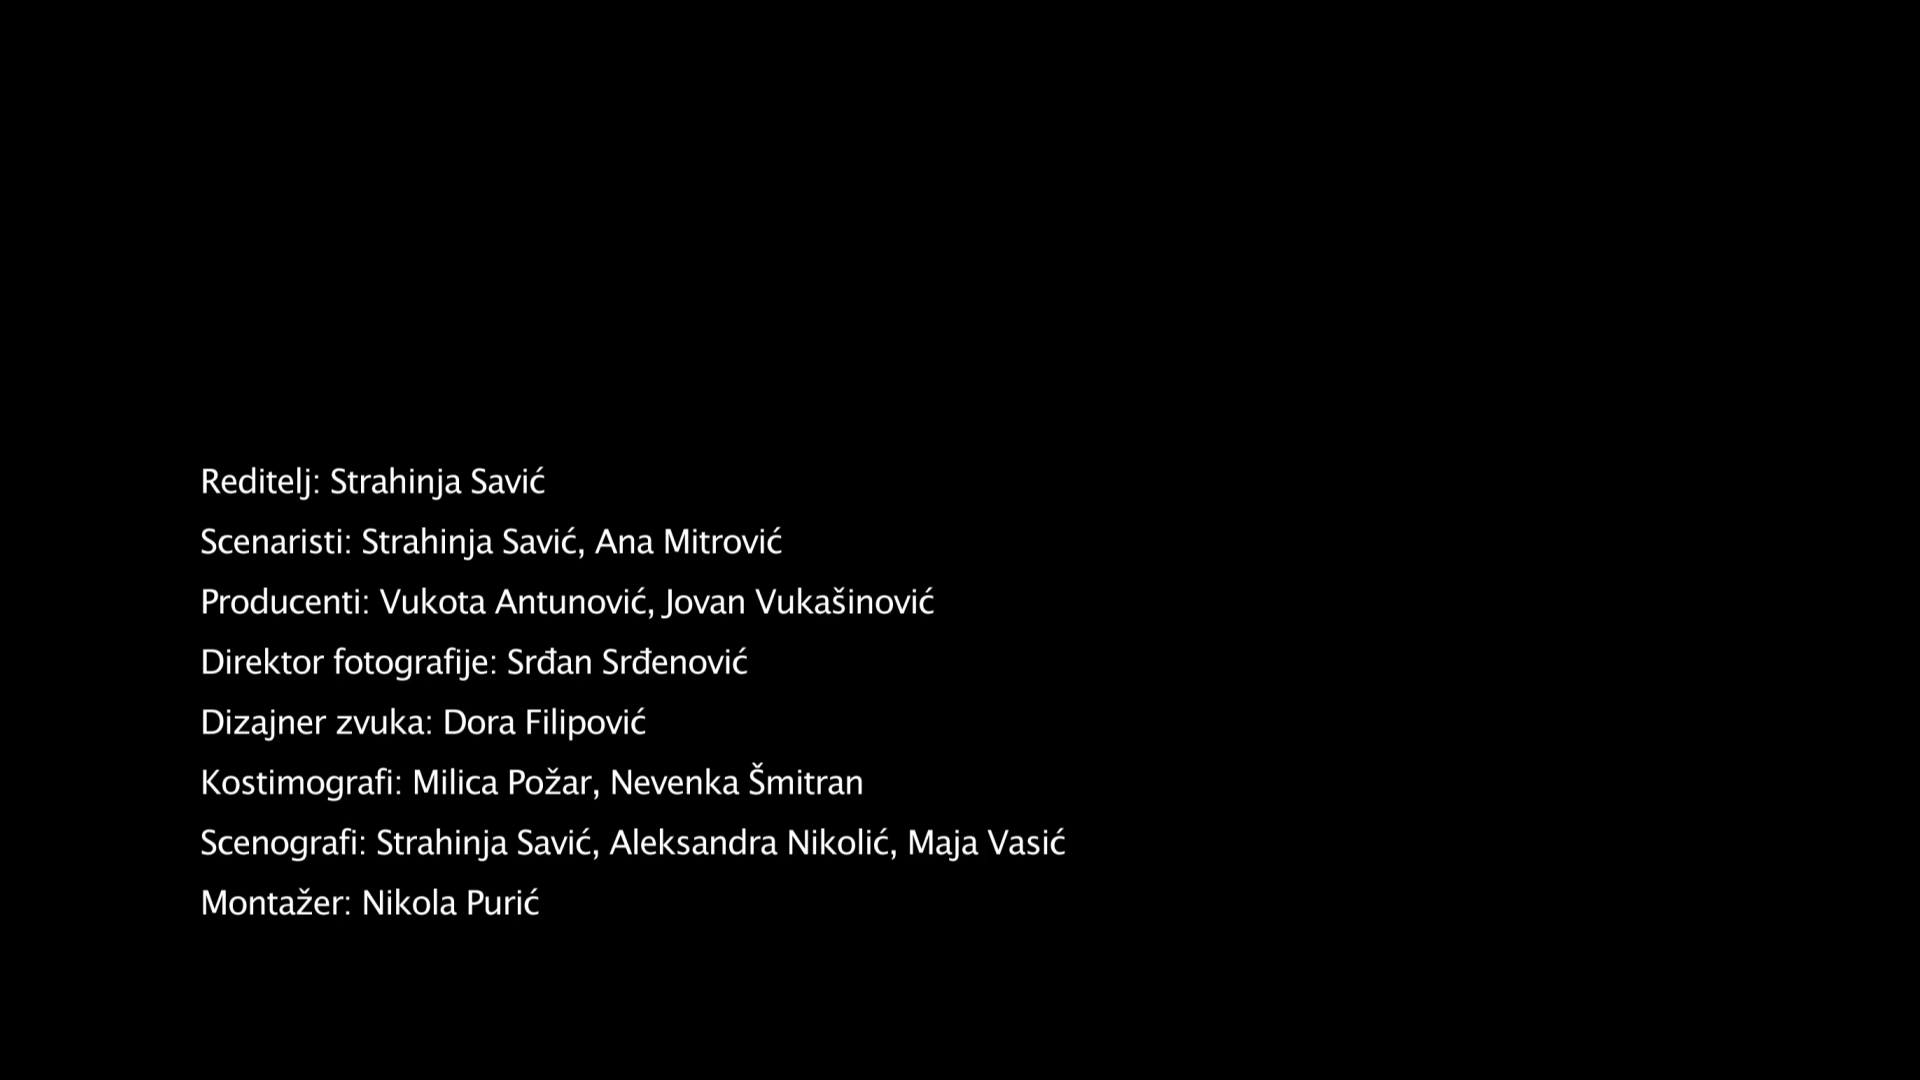 Reditelj: Strahinja Savić
Scenaristi: Strahinja Savić, Ana Mitrović
Producenti: Vukota Antunović, Jovan Vukašinović
Direktor fotografije: Srđan Srđenović
Dizajner zvuka: Dora Filipović
Kostimografi: Milica Požar, Nevenka Šmitran
Scenografi: Strahinja Savić, Aleksandra Nikolić, Maja Vasić
Montažer: Nikola Purić